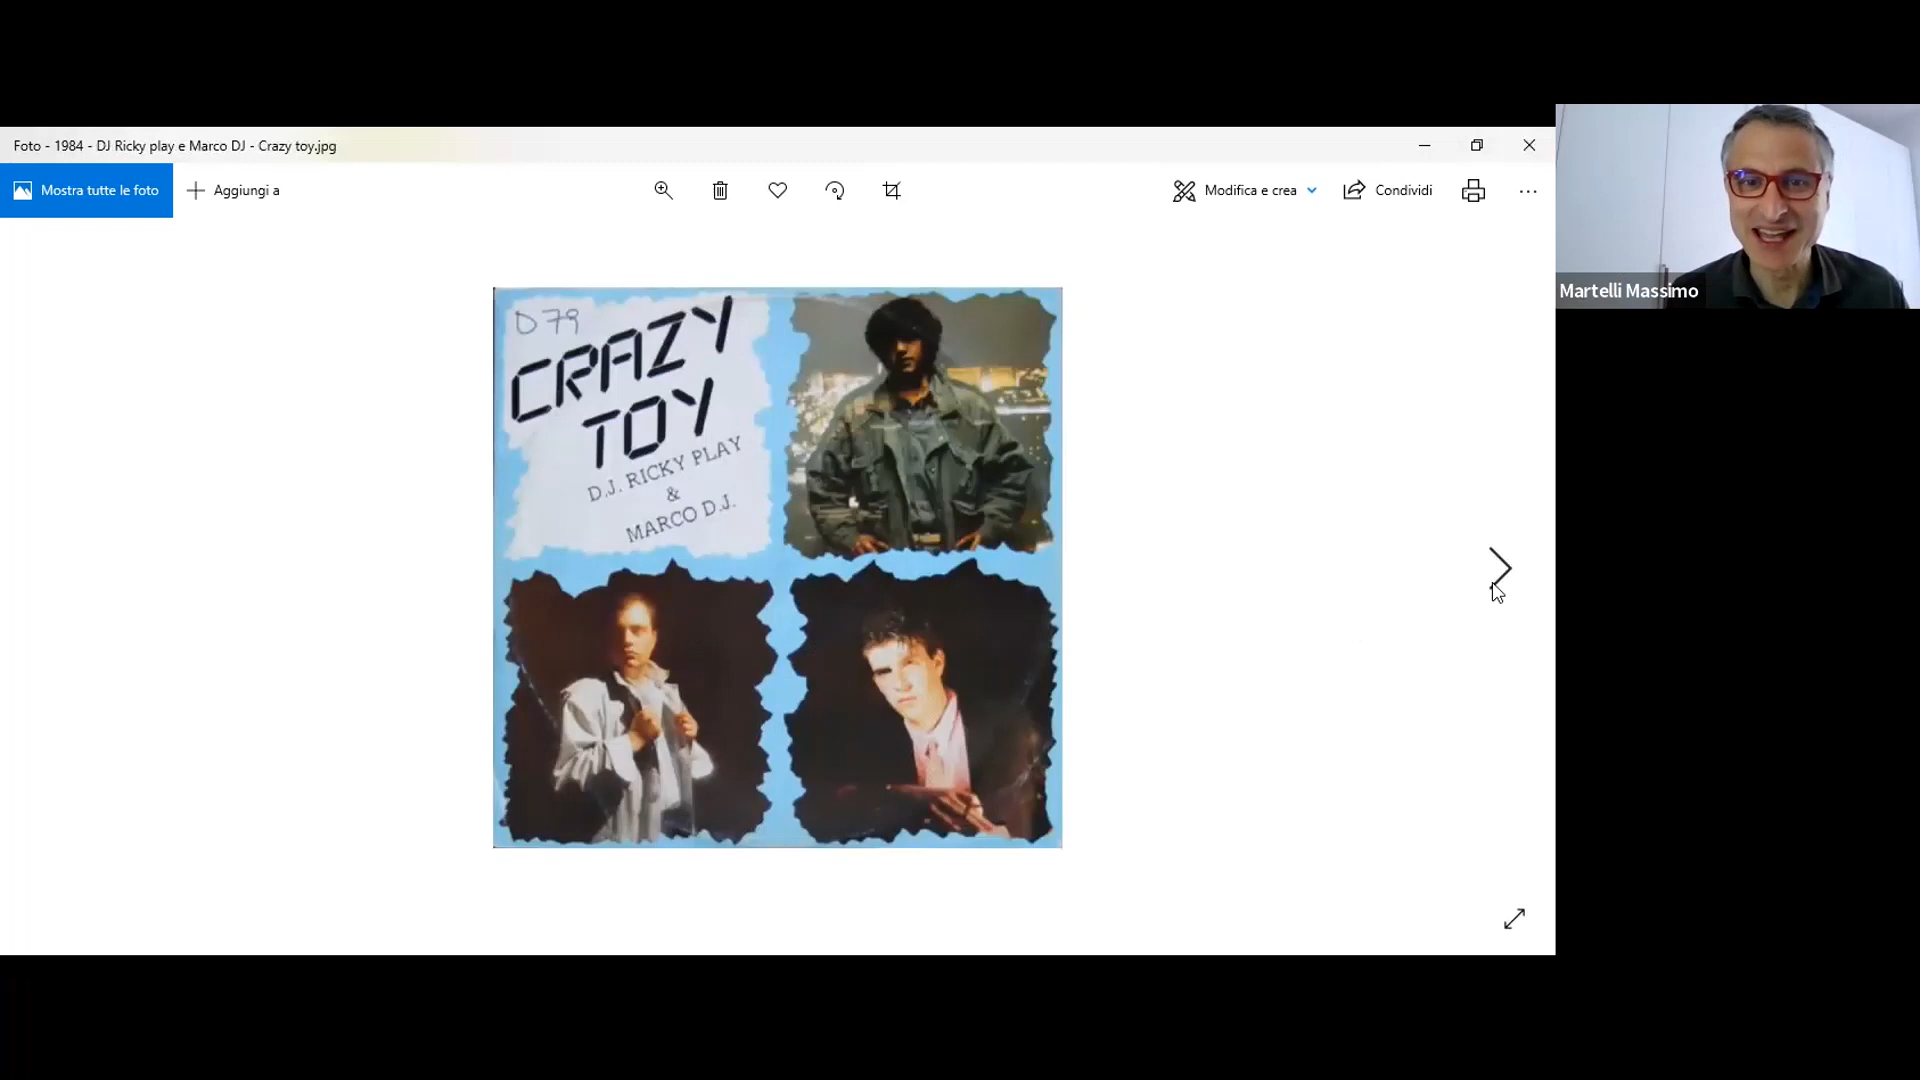 Foto - 1984 - DJ Ricky play e Marco DJ - Crazy toy.jpg
Mostra tutte le foto
Aggiungi a
Modifica e crea
Condividi
Martelli Massimo
D 79
CRAZY
TOY
D.J. RICKY PLAY
&
MARCO D.J.